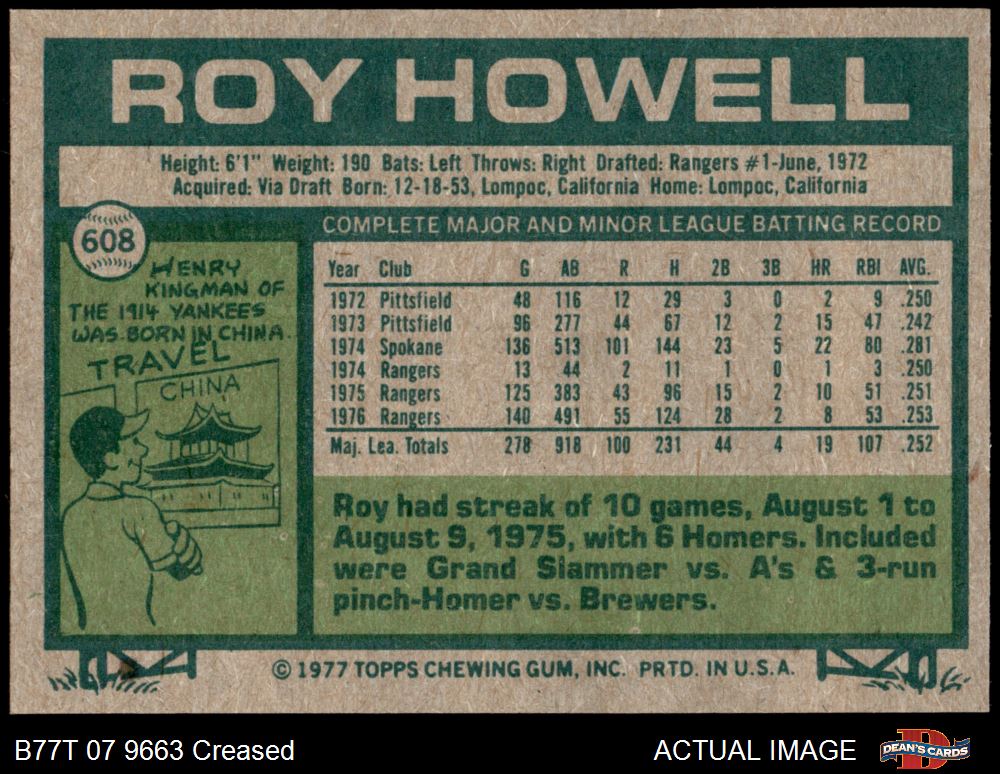 ROY HOWELL
Height: 6'1" Weight: 190 Bats: Left Throws: Right Drafted: Rangers #1-June, 1972
Acquired: Via Draft Born: 12-18-53, Lompoc, California Home: Lompoc, California
608
HENRY
KINGMAN OF
THE 1914 YANKEES
WAS BORN IN CHINA.
TRAVEL
CHINA
COMPLETE MAJOR AND MINOR LEAGUE BATTING RECORD
Year Club G AB R H 2B 3B HR RBI AVG.
1972 Pittsfield 48 116 12 29 3 0 2 9 .250
1973 Pittsfield 96 277 44 67 12 2 15 47 .242
1974 Spokane 136 513 101 144 23 5 22 80 .281
1974 Rangers 13 44 2 11 1 0 1 3 .250
1975 Rangers 125 383 43 96 15 2 10 51 .251
1976 Rangers 140 491 55 124 28 2 8 53 .253
Maj. Lea. Totals 278 918 100 231 44 4 19 107 .252
Roy had streak of 10 games, August 1 to
August 9, 1975, with 6 Homers. Included
were Grand Slammer vs. A's & 3-run
pinch-Homer vs. Brewers.
© 1977 TOPPS CHEWING GUM, INC. PRTD. IN U.S.A.
B77T 07 9663 Creased
ACTUAL IMAGE
DEAN'S CARDS